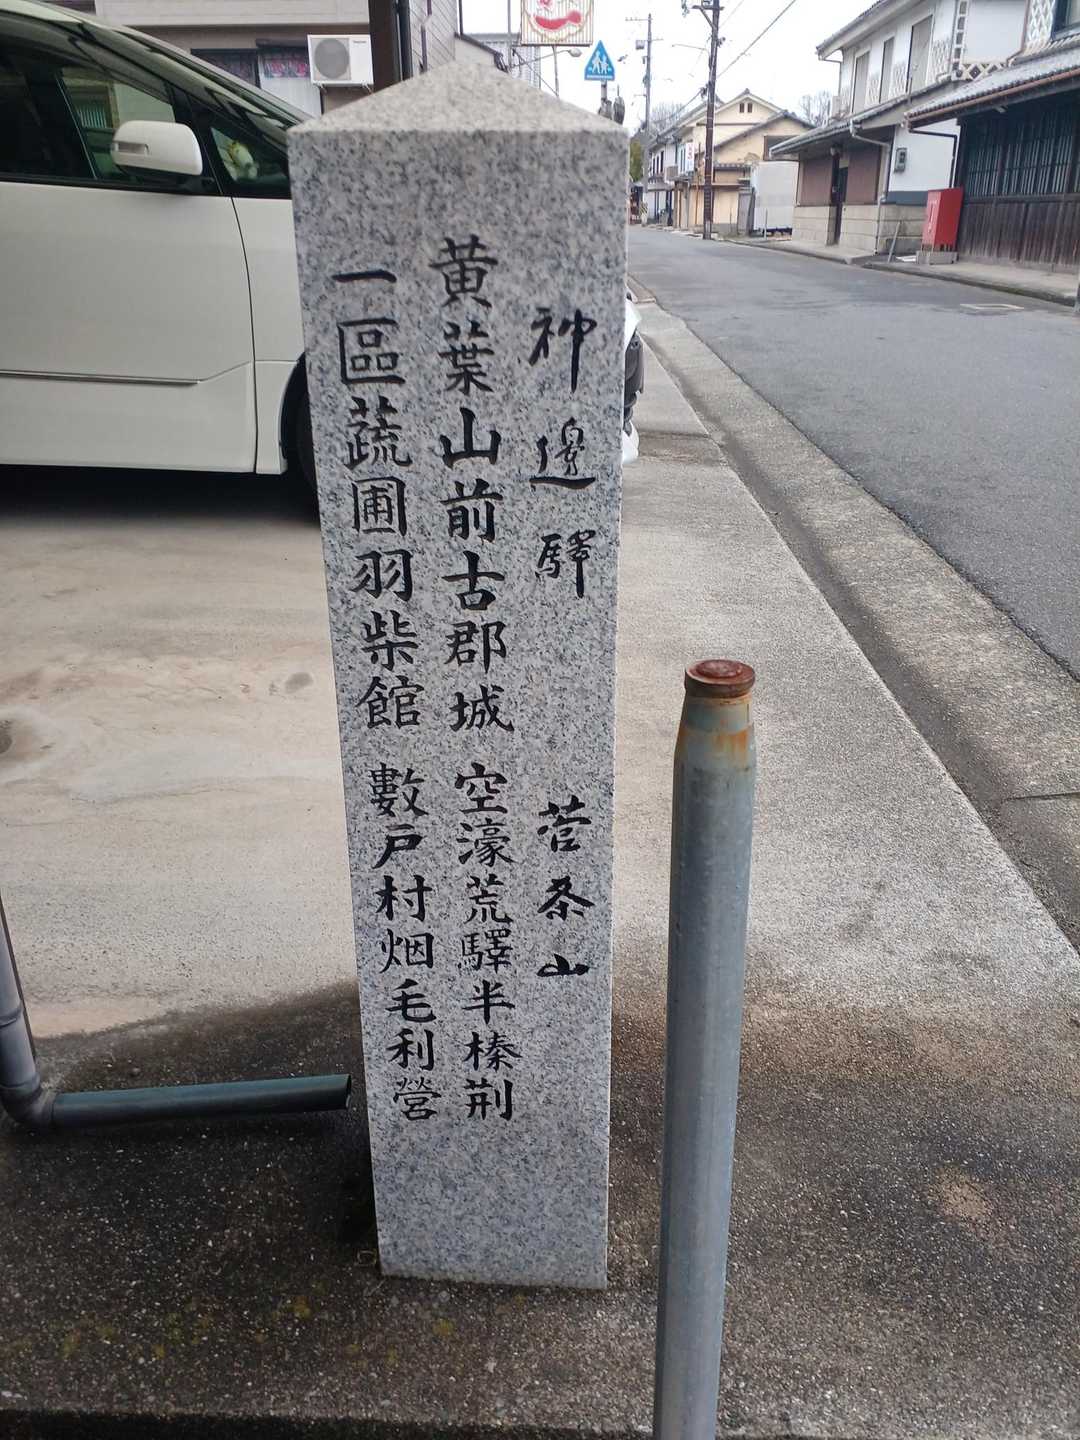 神邊驛 菅茶山
黄葉山前古郡城 空濠荒驛半榛荆
一區蔬圃羽柴館 數戸村烟毛利營